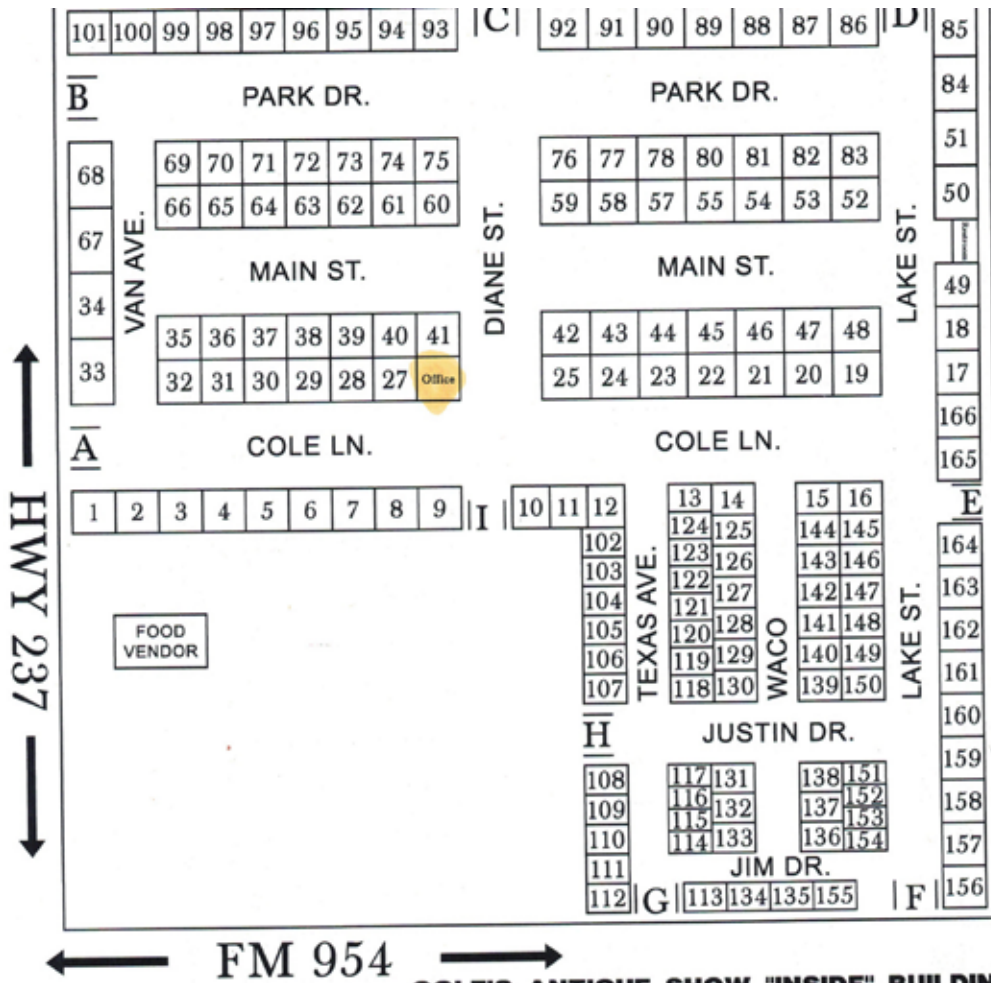 101 100 99 98 97 96 95 94 93 C 92 91 90 89 88 87 86 D 85
B PARK DR. PARK DR. 84
68 69 70 71 72 73 74 75 76 77 78 80 81 82 83 51
66 65 64 63 62 61 60 59 58 57 55 54 53 52 50
67 VAN AVE. MAIN ST. DIANE ST. MAIN ST. LAKE ST. Restrooms
34 49
35 36 37 38 39 40 41 42 43 44 45 46 47 48 18
33 32 31 30 29 28 27 Office 25 24 23 22 21 20 19 17
166
A COLE LN. COLE LN. 165
1 2 3 4 5 6 7 8 9 I 10 11 12 13 14 15 16 E
102 124 125 144 145 164
103 123 126 143 146
104 122 127 142 147 163
105 121 128 141 148 162
106 120 129 140 149
107 119 130 139 150 161
118
TEXAS AVE. WACO LAKE ST.
FOOD
VENDOR
HWY 237
H JUSTIN DR. 160
159
108 117 131 138 151
109 116 132 137 152 158
110 115 133 136 153
111 114 154 157
JIM DR.
112 G 113 134 135 155 F 156
FM 954
COLE'S ANTIQUE SHOW "INSIDE" BUILDIN